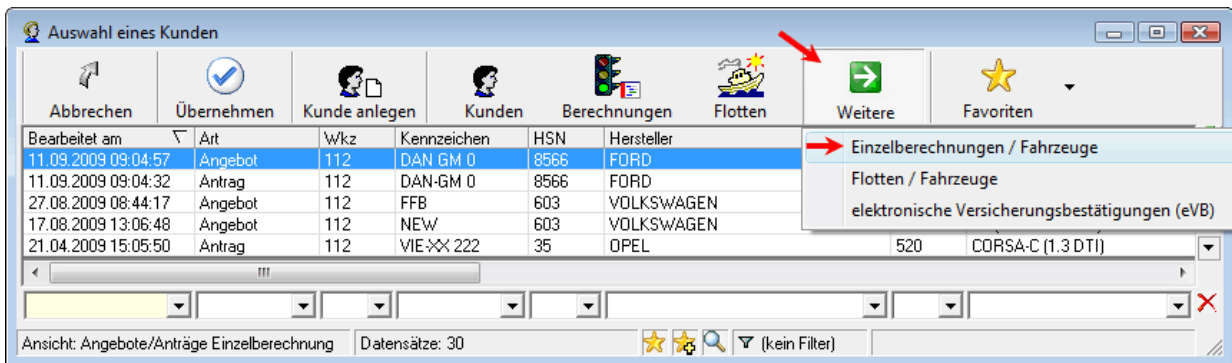 Auswahl eines Kunden
Abbrechen Übernehmen Kunde anlegen Kunden Berechnungen Flotten Weitere Favoriten
Bearbeitet am Art Wkz Kennzeichen HSN Hersteller
11.09.2009 09:04:57 Angebot 112 DAN GM 0 8566 FORD
11.09.2009 09:04:32 Antrag 112 DAN-GM 0 8566 FORD
27.08.2009 08:44:17 Angebot 112 FFB 603 VOLKSWAGEN
17.08.2009 13:06:48 Angebot 112 NEW 603 VOLKSWAGEN
21.04.2009 15:05:50 Antrag 112 VIE-XX 222 35 OPEL 520 CORSA-C (1.3 DTI)
Einzelberechnungen / Fahrzeuge
Flotten / Fahrzeuge
elektronische Versicherungsbestätigungen (eVB)
Ansicht: Angebote/Anträge Einzelberechnung Datensätze: 30 (kein Filter)